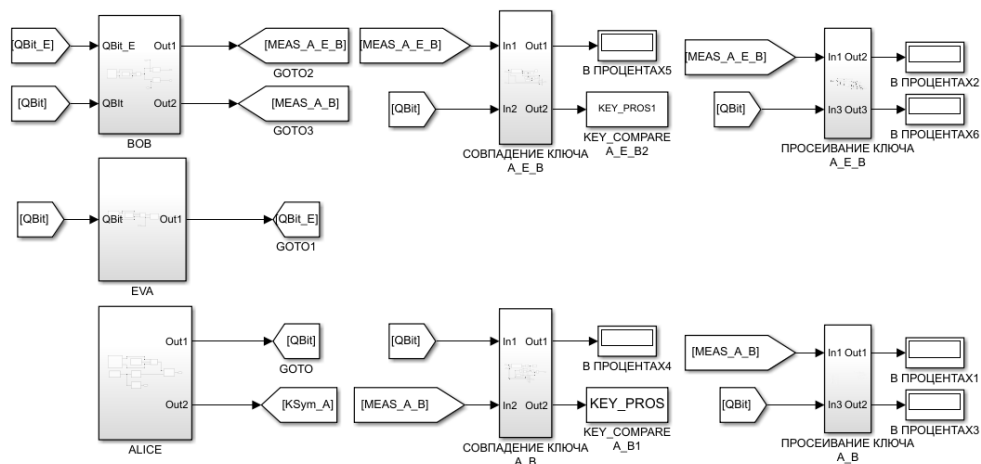 [QBit_E]
QBit_E
Out1
[MEAS_A_E_B]
GOTO2
[QBit]
QBIt
Out2
[MEAS_A_B]
GOTO3
BOB
[MEAS_A_E_B]
In1
Out1
В ПРОЦЕНТАХ5
[QBit]
In2
Out2
KEY_PROS1
KEY_COMPARE
A_E_B2
СОВПАДЕНИЕ КЛЮЧА
A_E_B
[MEAS_A_E_B]
In1
Out2
В ПРОЦЕНТАХ2
[QBit]
In3
Out3
В ПРОЦЕНТАХ6
ПРОСЕИВАНИЕ КЛЮЧА
A_E_B
[QBit]
QBit
Out1
[QBit_E]
GOTO1
EVA
Out1
[QBit]
GOTO
Out2
[KSym_A]
ALICE
[QBit]
In1
Out1
В ПРОЦЕНТАХ4
[MEAS_A_B]
In2
Out2
KEY_PROS
KEY_COMPARE
A_B1
СОВПАДЕНИЕ КЛЮЧА
A_B
[MEAS_A_B]
In1
Out1
В ПРОЦЕНТАХ1
[QBit]
In3
Out2
В ПРОЦЕНТАХ3
ПРОСЕИВАНИЕ КЛЮЧА
A_B